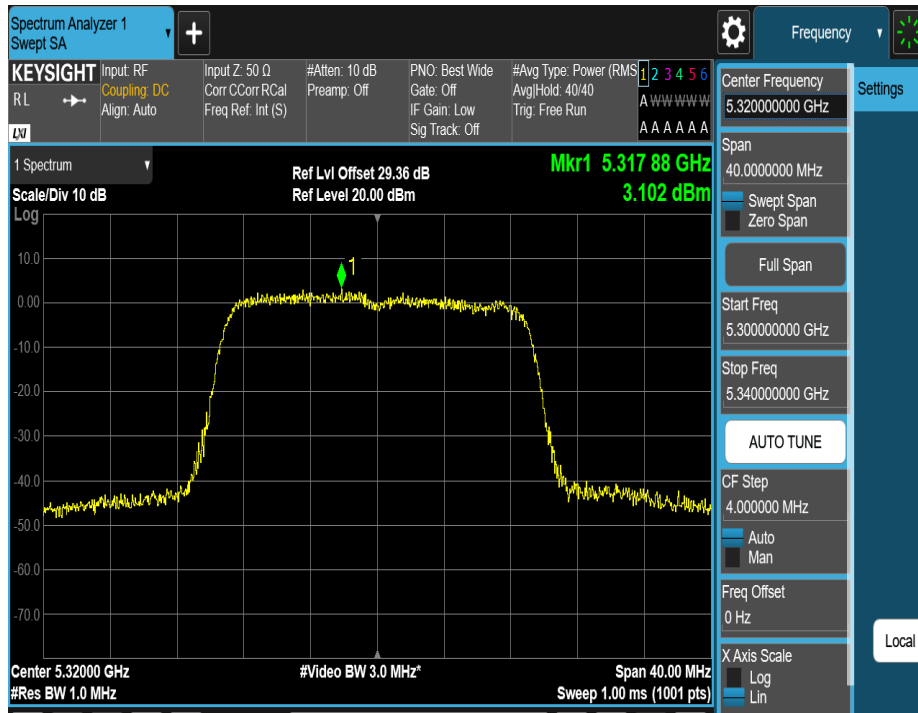 Spectrum Analyzer 1
Swept SA
+
Frequency
KEYSIGHT
RL
LXI
Input: RF
Coupling: DC
Align: Auto
Input Z: 50 Ω
Corr CCorr RCal
Freq Ref: Int (S)
#Atten: 10 dB
Preamp: Off
PNO: Best Wide
Gate: Off
IF Gain: Low
Sig Track: Off
#Avg Type: Power (RMS
Avg|Hold: 40/40
Trig: Free Run
1 2 3 4 5 6
A W W W W W
A A A A A A
1 Spectrum
Scale/Div 10 dB
Log
Ref Lvl Offset 29.36 dB
Ref Level 20.00 dBm
Mkr1 5.317 88 GHz
3.102 dBm
1
10.0
0.00
-10.0
-20.0
-30.0
-40.0
-50.0
-60.0
-70.0
Center 5.32000 GHz
#Res BW 1.0 MHz
#Video BW 3.0 MHz*
Span 40.00 MHz
Sweep 1.00 ms (1001 pts)
Center Frequency
5.320000000 GHz
Span
40.0000000 MHz
Swept Span
Zero Span
Full Span
Start Freq
5.300000000 GHz
Stop Freq
5.340000000 GHz
AUTO TUNE
CF Step
4.000000 MHz
Auto
Man
Freq Offset
0 Hz
X Axis Scale
Log
Lin
Settings
Local